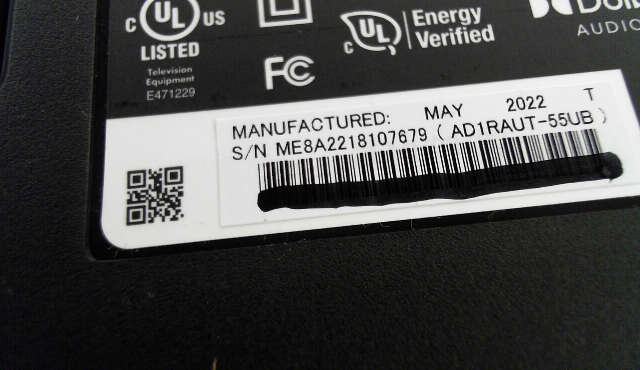 c UL US
LISTED
Television
Equipment
E471229
FC
c UL Energy
Verified
AUDIO
MANUFACTURED: MAY 2022 T
S/N ME8A2218107679 ( AD1RAUT-55UB )